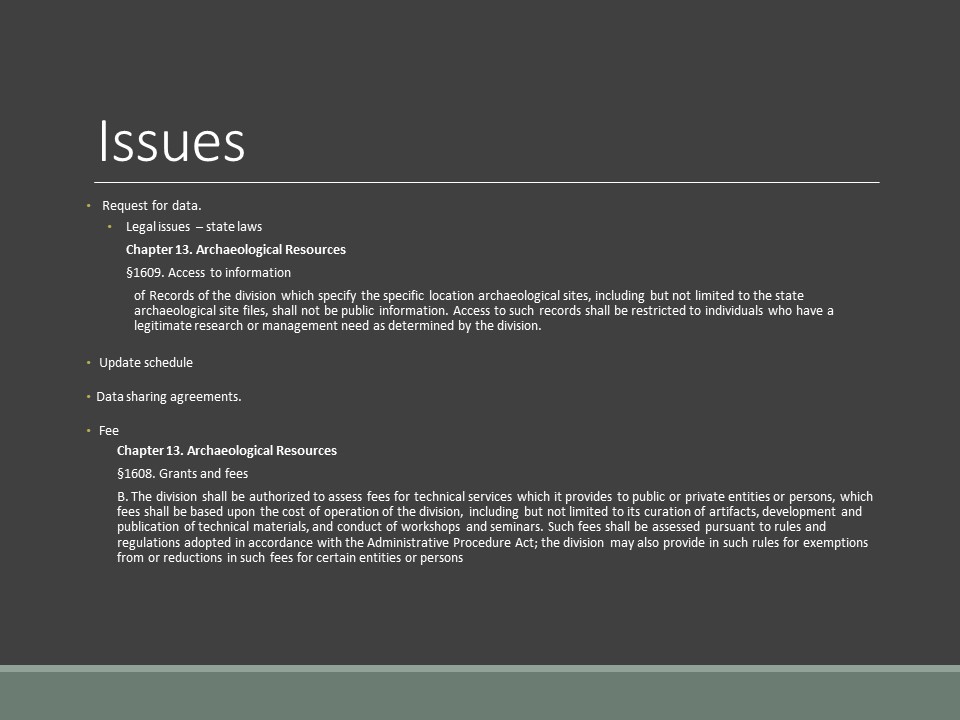 Issues
• Request for data.
• Legal issues – state laws
Chapter 13. Archaeological Resources
§1609. Access to information
of Records of the division which specify the specific location archaeological sites, including but not limited to the state
archaeological site files, shall not be public information. Access to such records shall be restricted to individuals who have a
legitimate research or management need as determined by the division.
• Update schedule
• Data sharing agreements.
• Fee
Chapter 13. Archaeological Resources
§1608. Grants and fees
B. The division shall be authorized to assess fees for technical services which it provides to public or private entities or persons, which
fees shall be based upon the cost of operation of the division, including but not limited to its curation of artifacts, development and
publication of technical materials, and conduct of workshops and seminars. Such fees shall be assessed pursuant to rules and
regulations adopted in accordance with the Administrative Procedure Act; the division may also provide in such rules for exemptions
from or reductions in such fees for certain entities or persons